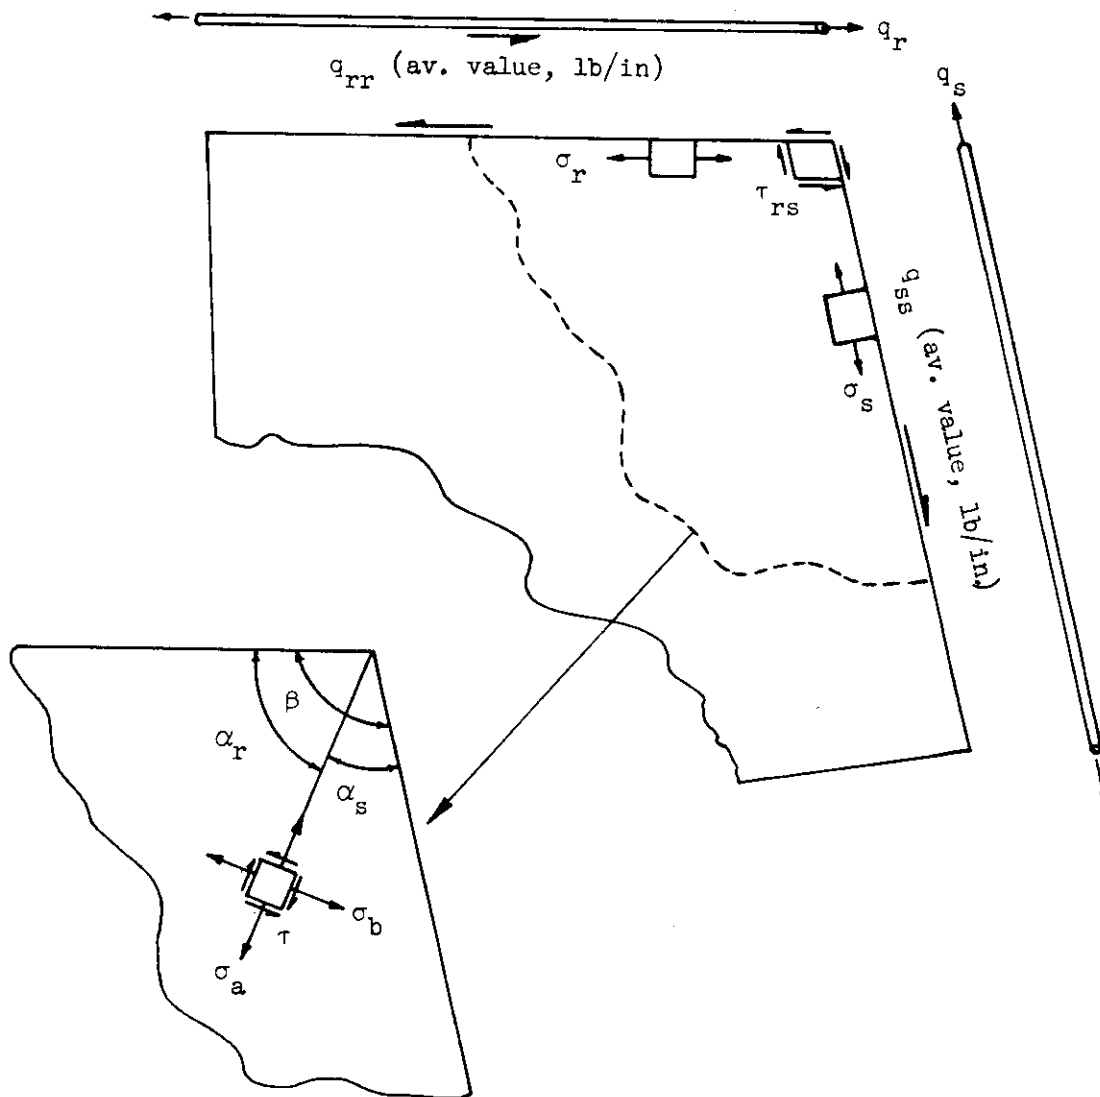 q_r
q_rr (av. value, lb/in)
q_s
σ_r
τ_rs
q_ss (av. value, lb/in)
σ_s
β
α_r
α_s
σ_b
τ
σ_a